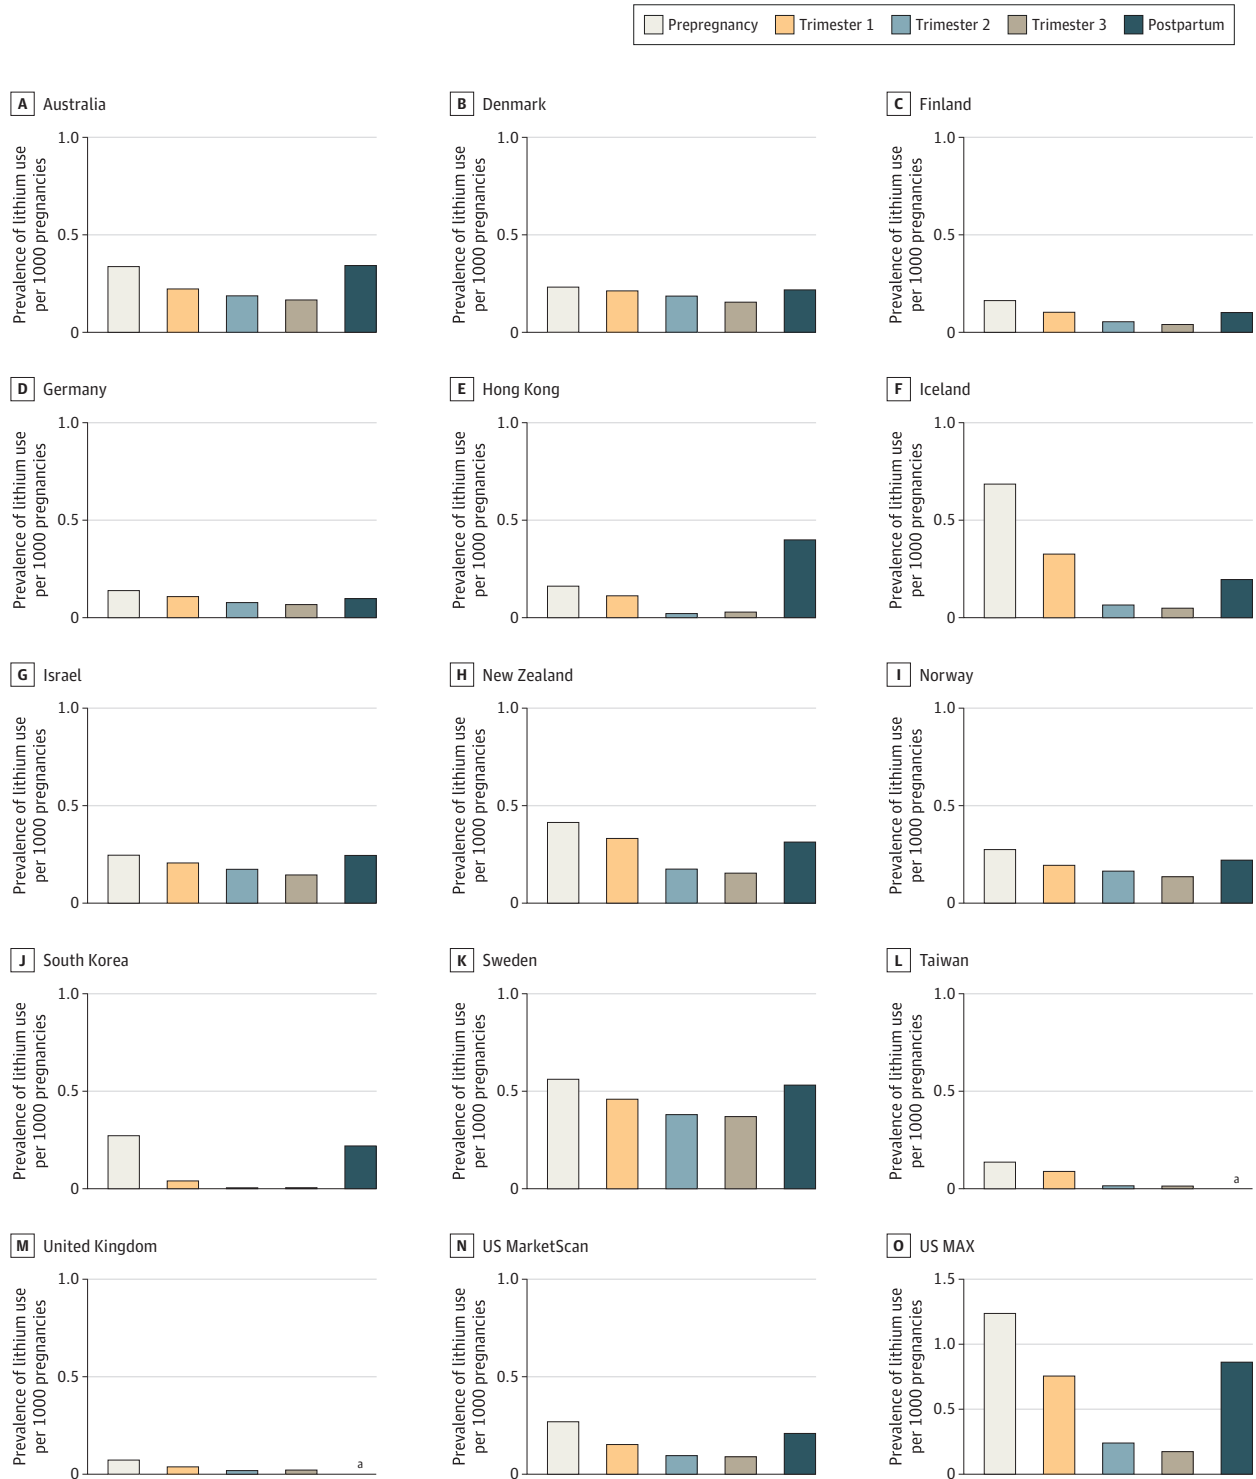 Prepregnancy Trimester 1 Trimester 2 Trimester 3 Postpartum
A Australia
Prevalence of lithium use
per 1000 pregnancies
1.0
0.5
0
B Denmark
Prevalence of lithium use
per 1000 pregnancies
1.0
0.5
0
C Finland
Prevalence of lithium use
per 1000 pregnancies
1.0
0.5
0
D Germany
Prevalence of lithium use
per 1000 pregnancies
1.0
0.5
0
E Hong Kong
Prevalence of lithium use
per 1000 pregnancies
1.0
0.5
0
F Iceland
Prevalence of lithium use
per 1000 pregnancies
1.0
0.5
0
G Israel
Prevalence of lithium use
per 1000 pregnancies
1.0
0.5
0
H New Zealand
Prevalence of lithium use
per 1000 pregnancies
1.0
0.5
0
I Norway
Prevalence of lithium use
per 1000 pregnancies
1.0
0.5
0
J South Korea
Prevalence of lithium use
per 1000 pregnancies
1.0
0.5
0
K Sweden
Prevalence of lithium use
per 1000 pregnancies
1.0
0.5
0
L Taiwan
Prevalence of lithium use
per 1000 pregnancies
1.0
0.5
0
a
M United Kingdom
Prevalence of lithium use
per 1000 pregnancies
1.0
0.5
0
a
N US MarketScan
Prevalence of lithium use
per 1000 pregnancies
1.0
0.5
0
O US MAX
Prevalence of lithium use
per 1000 pregnancies
1.5
1.0
0.5
0